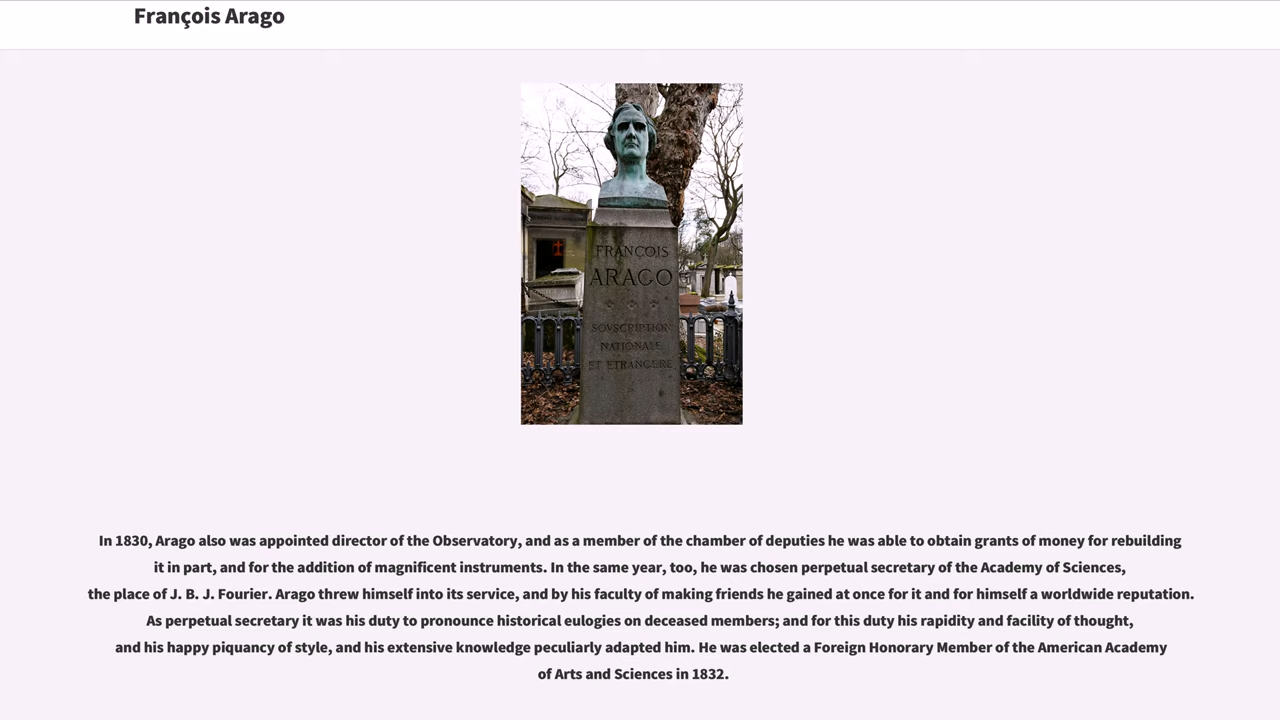 François Arago
FRANÇOIS
ARAGO
SOVSCRIPTION
NATIONALE
ET ETRANGERE
In 1830, Arago also was appointed director of the Observatory, and as a member of the chamber of deputies he was able to obtain grants of money for rebuilding
it in part, and for the addition of magnificent instruments. In the same year, too, he was chosen perpetual secretary of the Academy of Sciences,
the place of J. B. J. Fourier. Arago threw himself into its service, and by his faculty of making friends he gained at once for it and for himself a worldwide reputation.
As perpetual secretary it was his duty to pronounce historical eulogies on deceased members; and for this duty his rapidity and facility of thought,
and his happy piquancy of style, and his extensive knowledge peculiarly adapted him. He was elected a Foreign Honorary Member of the American Academy
of Arts and Sciences in 1832.